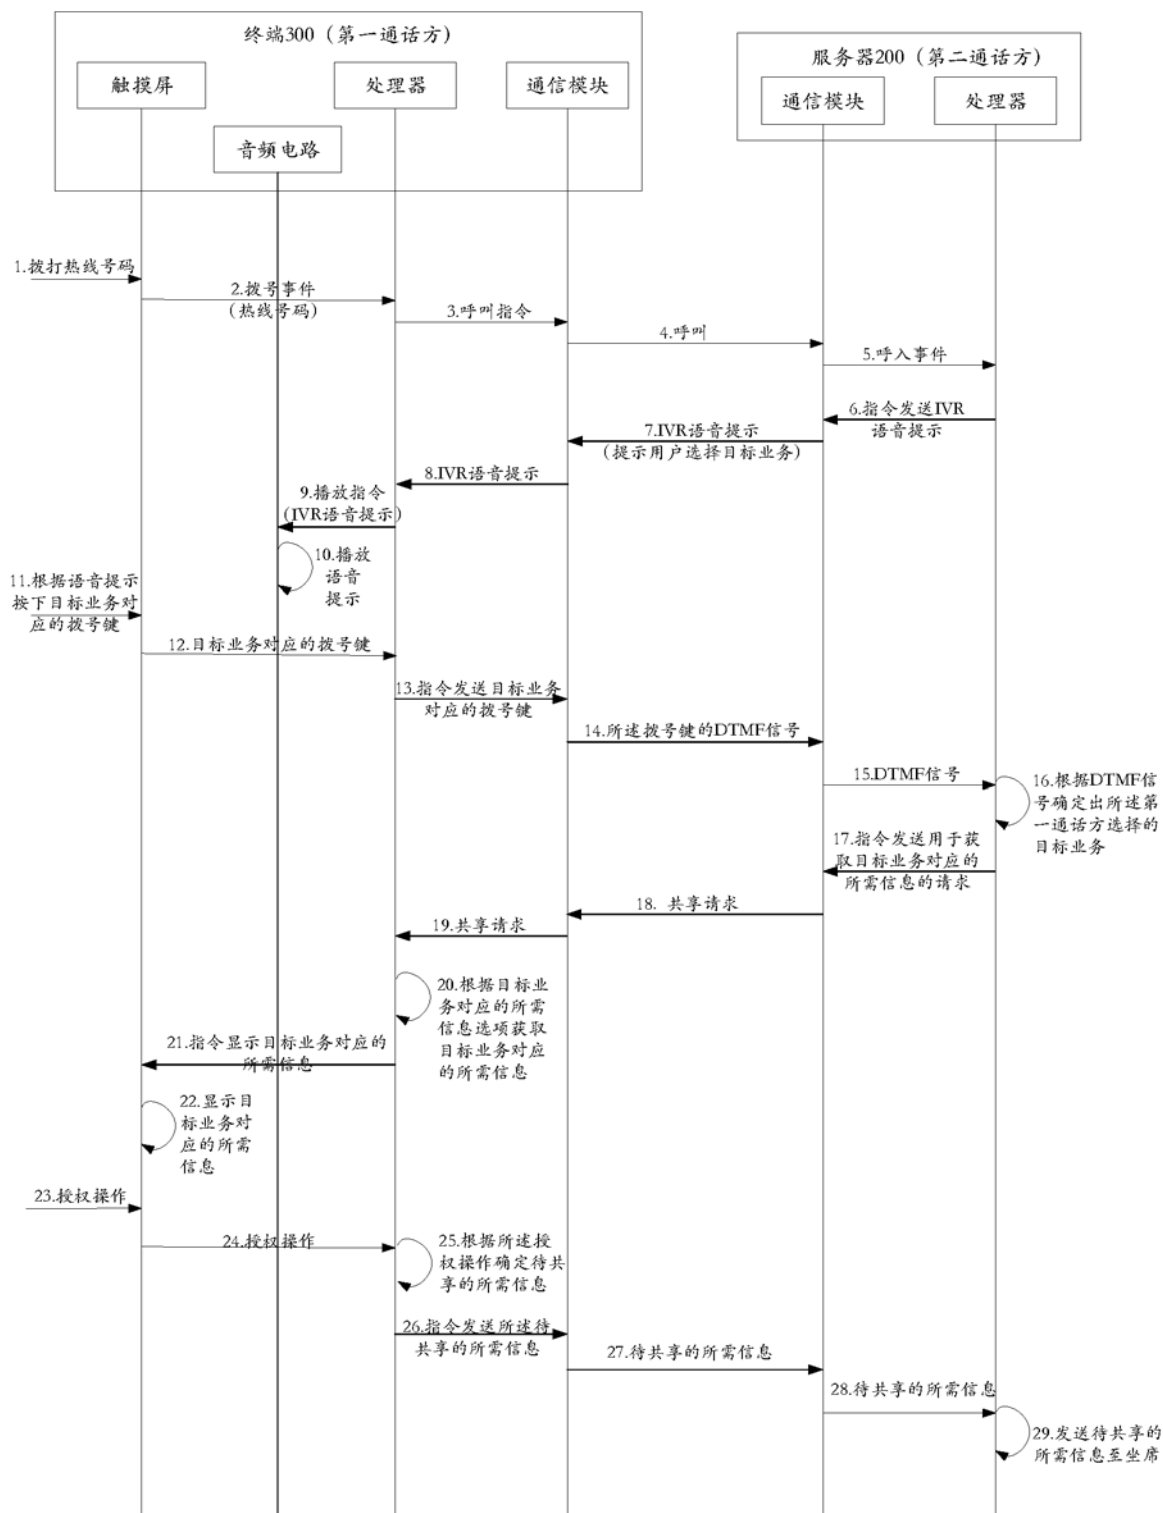 终端300（第一通话方）
服务器200（第二通话方）
触摸屏
处理器
通信模块
通信模块
处理器
音频电路
1.拨打热线号码
2.拨号事件
（热线号码）
3.呼叫指令
4.呼叫
5.呼入事件
6.指令发送IVR
语音提示
7.IVR语音提示
（提示用户选择目标业务）
8.IVR语音提示
9.播放指令
（IVR语音提示）
10.播放
语音
提示
11.根据语音提示
按下目标业务对
应的拨号键
12.目标业务对应的拨号键
13.指令发送目标业务
对应的拨号键
14.所述拨号键的DTMF信号
15.DTMF信号
16.根据DTMF信
号确定出所述第
一通话方选择的
目标业务
17.指令发送用于获
取目标业务对应的
所需信息的请求
18. 共享请求
19.共享请求
20.根据目标业
务对应的所需
信息选项获取
目标业务对应
的所需信息
21.指令显示目标业务对应的
所需信息
22.显示目
标业务对
应的所需
信息
23.授权操作
24.授权操作
25.根据所述授
权操作确定待共
享的所需信息
26.指令发送所述待
共享的所需信息
27.待共享的所需信息
28.待共享的所需信息
29.发送待共享的
所需信息至坐席